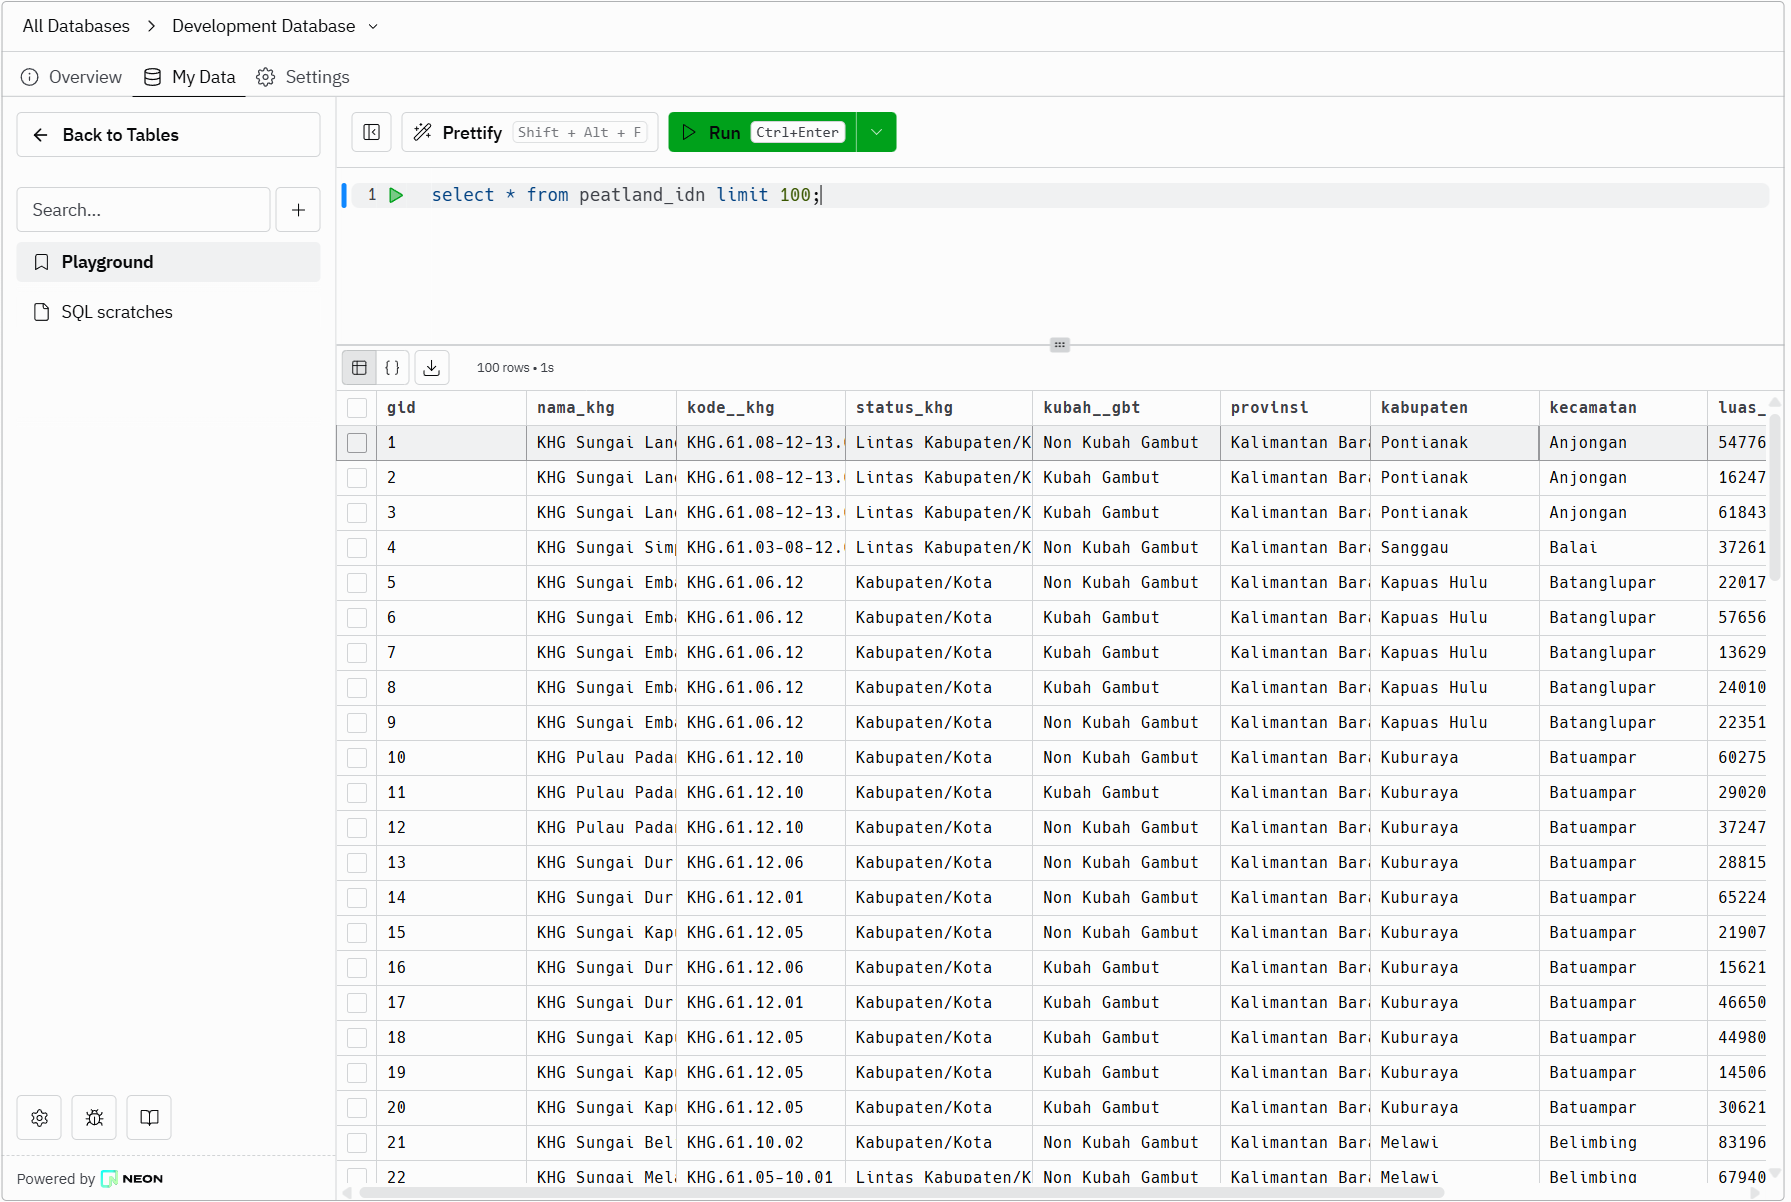 All Databases > Development Database
Overview My Data Settings
Back to Tables
Prettify Shift + Alt + F Run Ctrl+Enter
Search...
1 select * from peatland_idn limit 100;
Playground
SQL scratches
{ } 100 rows • 1s
gid nama_khg kode__khg status_khg kubah__gbt provinsi kabupaten kecamatan luas_
1 KHG Sungai Lan KHG.61.08-12-13. Lintas Kabupaten/K Non Kubah Gambut Kalimantan Bar Pontianak Anjongan 54776
2 KHG Sungai Lan KHG.61.08-12-13. Lintas Kabupaten/K Kubah Gambut Kalimantan Bar Pontianak Anjongan 16247
3 KHG Sungai Lan KHG.61.08-12-13. Lintas Kabupaten/K Kubah Gambut Kalimantan Bar Pontianak Anjongan 61843
4 KHG Sungai Sim KHG.61.03-08-12. Lintas Kabupaten/K Non Kubah Gambut Kalimantan Bar Sanggau Balai 37261
5 KHG Sungai Emb KHG.61.06.12 Kabupaten/Kota Non Kubah Gambut Kalimantan Bar Kapuas Hulu Batanglupar 22017
6 KHG Sungai Emb KHG.61.06.12 Kabupaten/Kota Kubah Gambut Kalimantan Bar Kapuas Hulu Batanglupar 57656
7 KHG Sungai Emb KHG.61.06.12 Kabupaten/Kota Kubah Gambut Kalimantan Bar Kapuas Hulu Batanglupar 13629
8 KHG Sungai Emb KHG.61.06.12 Kabupaten/Kota Kubah Gambut Kalimantan Bar Kapuas Hulu Batanglupar 24010
9 KHG Sungai Emb KHG.61.06.12 Kabupaten/Kota Non Kubah Gambut Kalimantan Bar Kapuas Hulu Batanglupar 22351
10 KHG Pulau Pada KHG.61.12.10 Kabupaten/Kota Non Kubah Gambut Kalimantan Bar Kuburaya Batuampar 60275
11 KHG Pulau Pada KHG.61.12.10 Kabupaten/Kota Kubah Gambut Kalimantan Bar Kuburaya Batuampar 29020
12 KHG Pulau Pada KHG.61.12.10 Kabupaten/Kota Non Kubah Gambut Kalimantan Bar Kuburaya Batuampar 37247
13 KHG Sungai Dur KHG.61.12.06 Kabupaten/Kota Non Kubah Gambut Kalimantan Bar Kuburaya Batuampar 28815
14 KHG Sungai Dur KHG.61.12.01 Kabupaten/Kota Non Kubah Gambut Kalimantan Bar Kuburaya Batuampar 65224
15 KHG Sungai Kap KHG.61.12.05 Kabupaten/Kota Non Kubah Gambut Kalimantan Bar Kuburaya Batuampar 21907
16 KHG Sungai Dur KHG.61.12.06 Kabupaten/Kota Kubah Gambut Kalimantan Bar Kuburaya Batuampar 15621
17 KHG Sungai Dur KHG.61.12.01 Kabupaten/Kota Kubah Gambut Kalimantan Bar Kuburaya Batuampar 46650
18 KHG Sungai Kap KHG.61.12.05 Kabupaten/Kota Kubah Gambut Kalimantan Bar Kuburaya Batuampar 44980
19 KHG Sungai Kap KHG.61.12.05 Kabupaten/Kota Kubah Gambut Kalimantan Bar Kuburaya Batuampar 14506
20 KHG Sungai Kap KHG.61.12.05 Kabupaten/Kota Kubah Gambut Kalimantan Bar Kuburaya Batuampar 30621
21 KHG Sungai Bel KHG.61.10.02 Kabupaten/Kota Non Kubah Gambut Kalimantan Bar Melawi Belimbing 83196
22 KHG Sungai Mel KHG.61.05-10.01 Lintas Kabupaten/K Non Kubah Gambut Kalimantan Bar Melawi Belimbing 67940
Powered by NEON